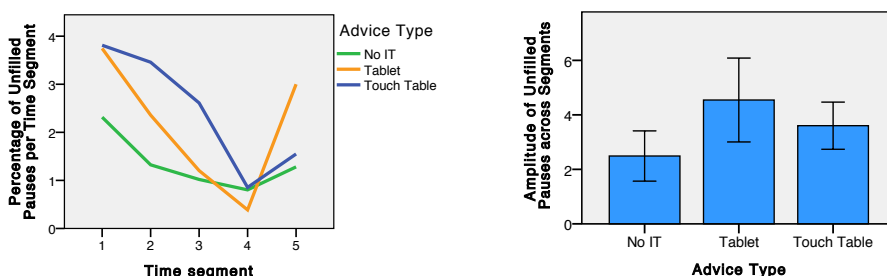 Percentage of Unfilled
Pauses per Time Segment
4
3
2
1
0
1 2 3 4 5
Time segment
Advice Type
No IT
Tablet
Touch Table
Amplitude of Unfilled
Pauses across Segments
6
4
2
0
No IT Tablet Touch Table
Advice Type